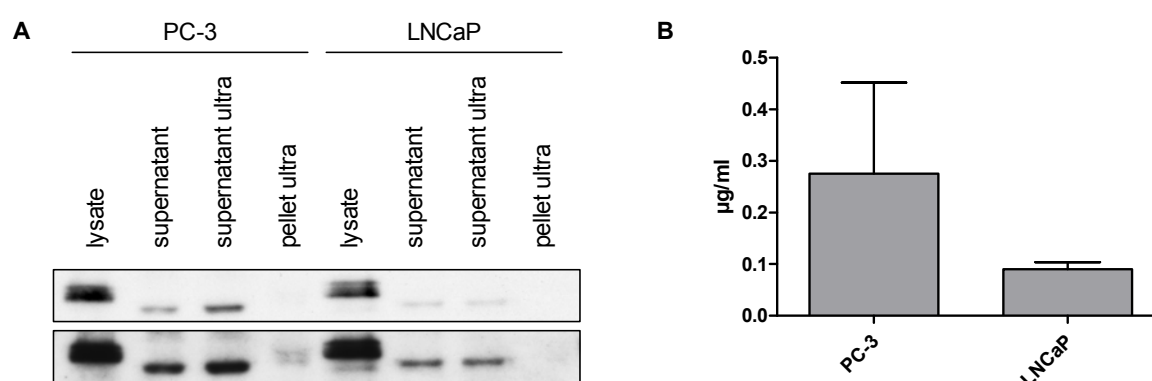 A
PC-3
LNCaP
lysate
supernatant
supernatant ultra
pellet ultra
lysate
supernatant
supernatant ultra
pellet ultra
B
µg/ml
0.5
0.4
0.3
0.2
0.1
0.0
PC-3
LNCaP